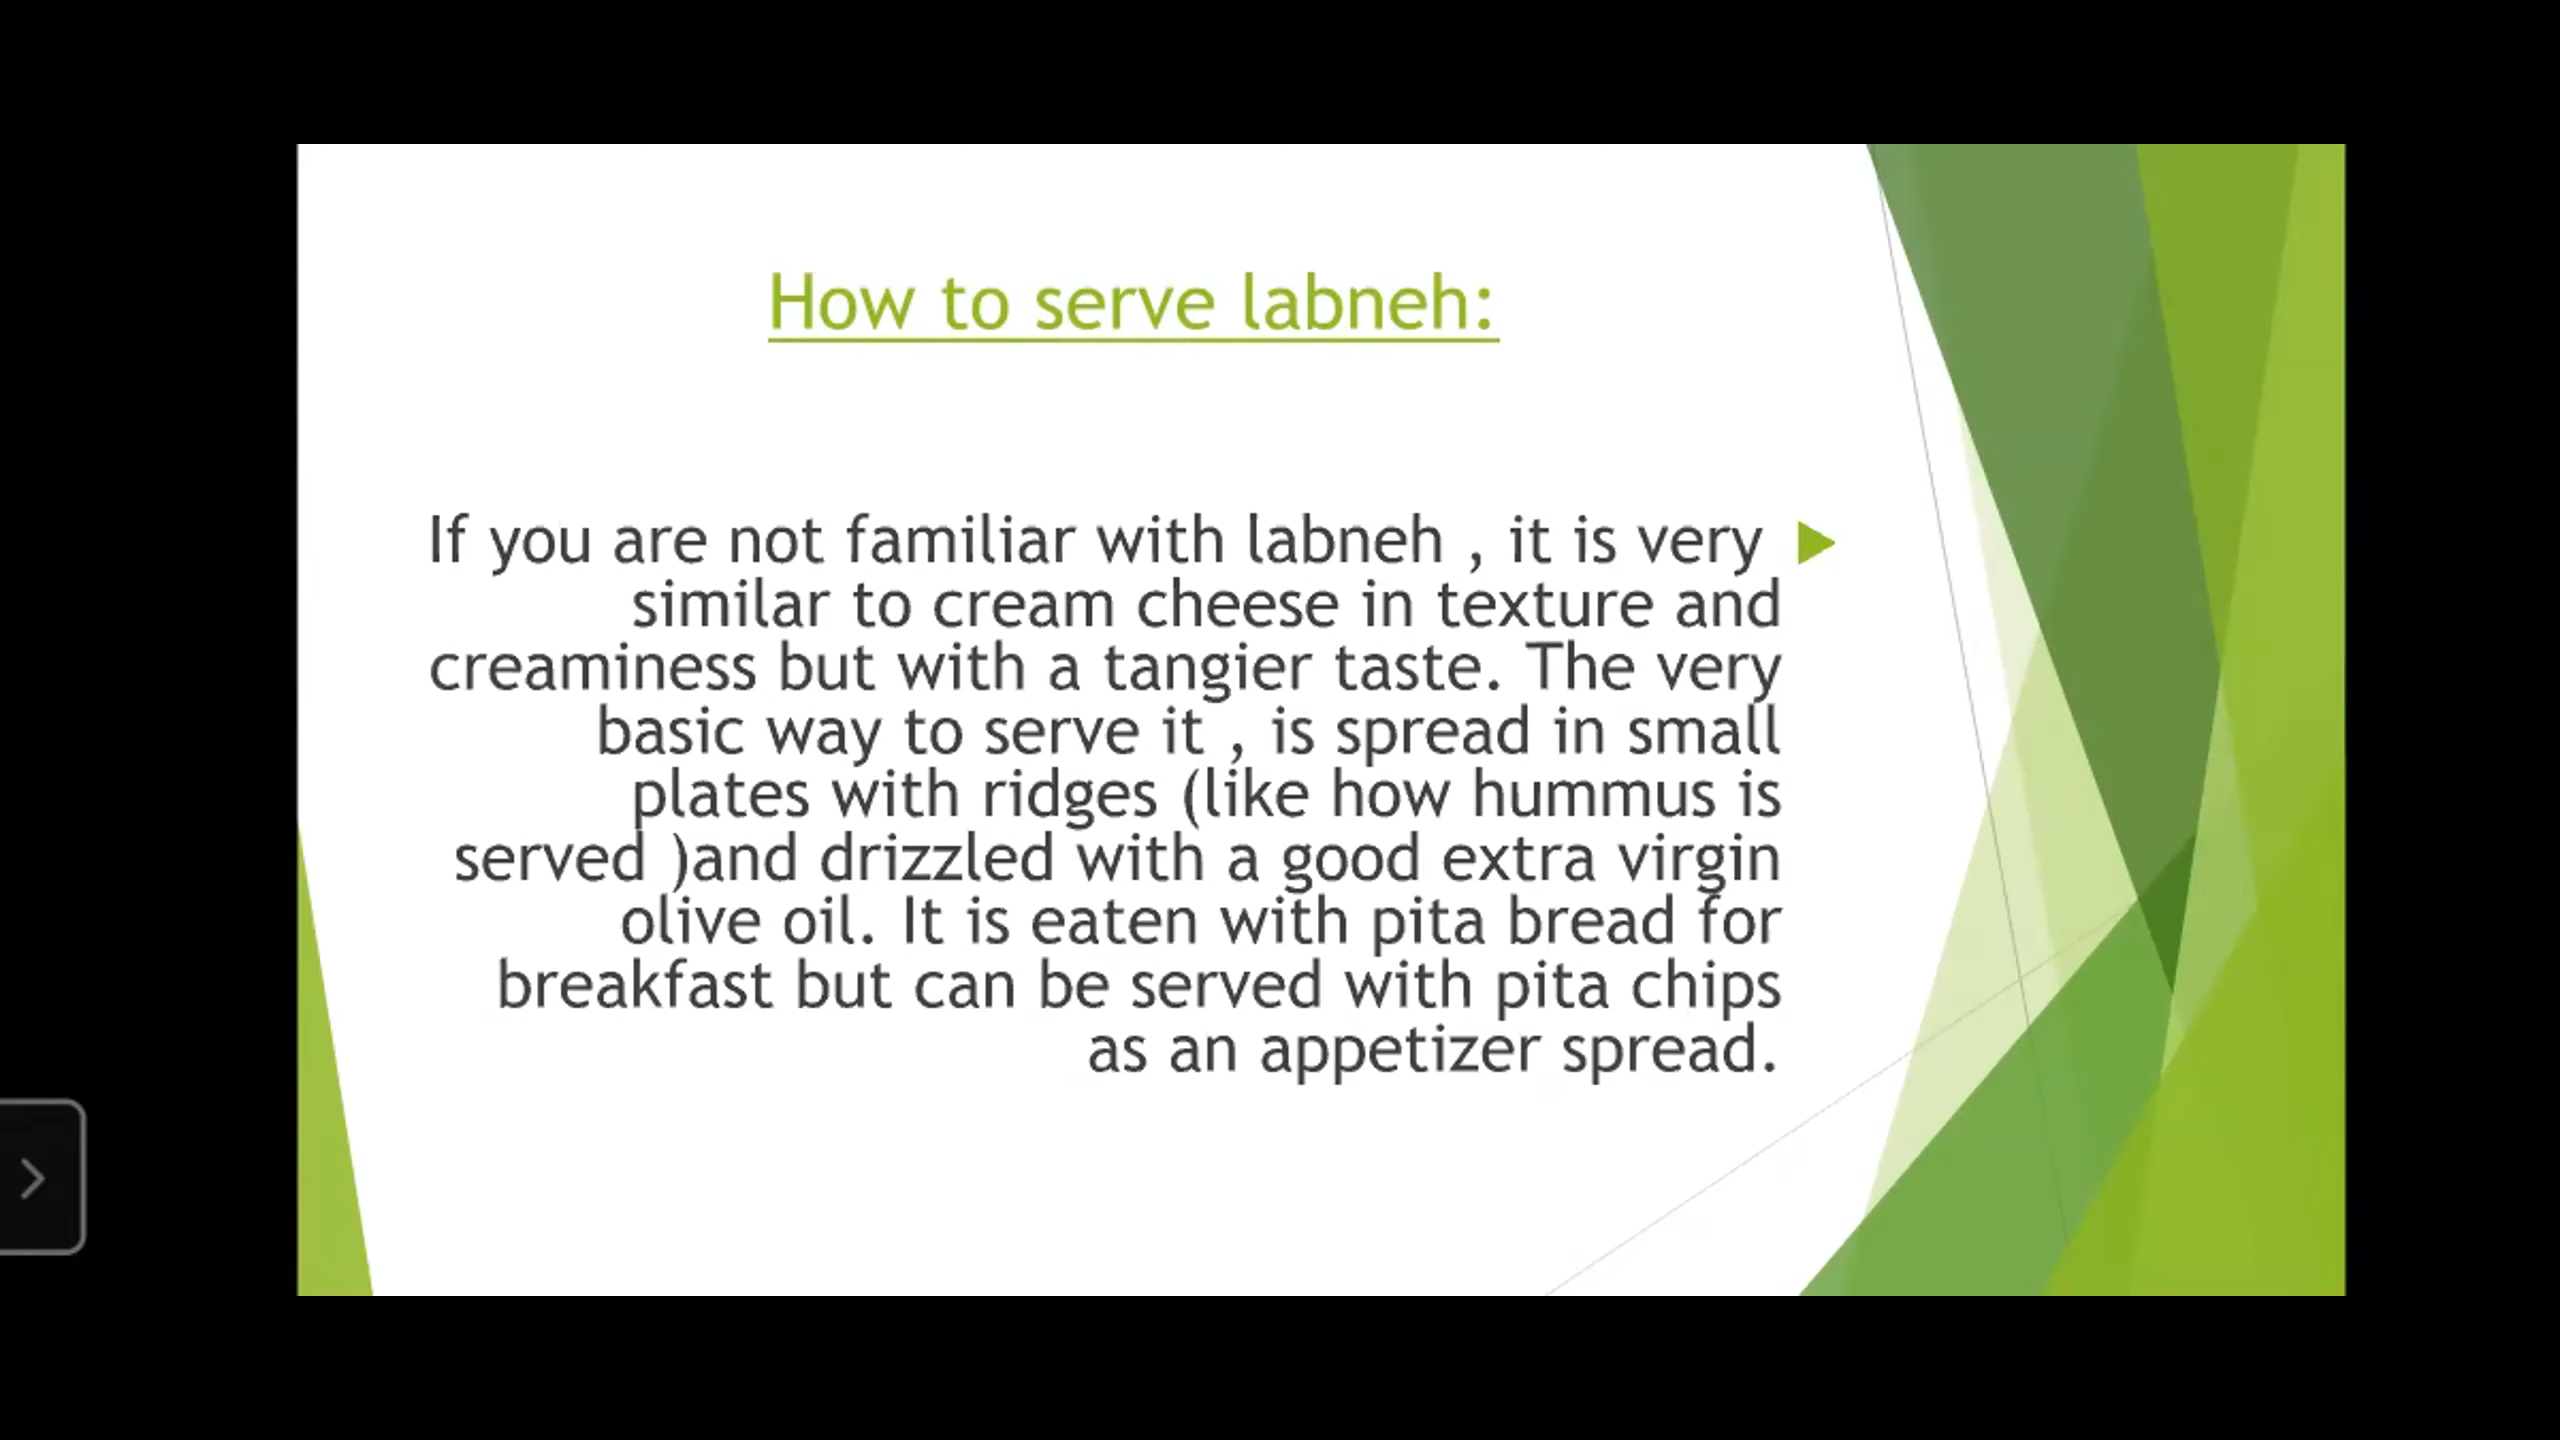 How to serve labneh:
If you are not familiar with labneh , it is very
similar to cream cheese in texture and
creaminess but with a tangier taste. The very
basic way to serve it , is spread in small
plates with ridges (like how hummus is
served )and drizzled with a good extra virgin
olive oil. It is eaten with pita bread for
breakfast but can be served with pita chips
as an appetizer spread.